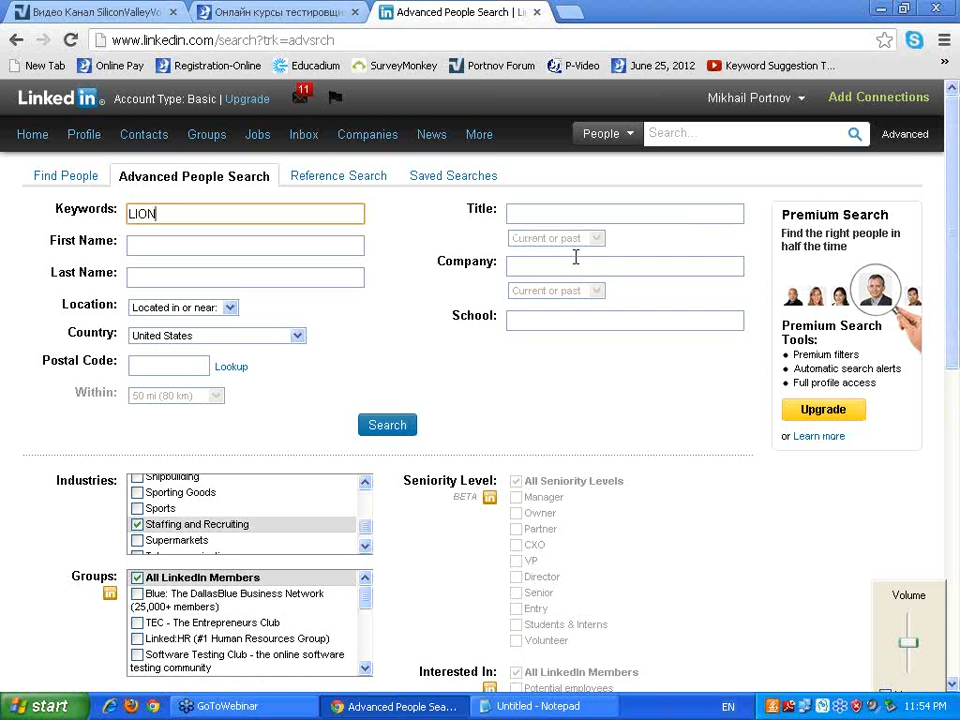 Видео Канал SiliconValleyVo
Онлайн курсы тестировщи
Advanced People Search | Li
www.linkedin.com/search?trk=advsrch
New Tab
Online Pay
Registration-Online
Educadium
SurveyMonkey
Portnov Forum
P-Video
June 25, 2012
Keyword Suggestion T...
Linked in
Account Type: Basic | Upgrade
11
Mikhail Portnov
Add Connections
Home
Profile
Contacts
Groups
Jobs
Inbox
Companies
News
More
People
Search...
Advanced
Find People
Advanced People Search
Reference Search
Saved Searches
Keywords: LION
First Name:
Last Name:
Location: Located in or near:
Country: United States
Postal Code: Lookup
Within: 50 mi (80 km)
Title:
Current or past
Company:
Current or past
School:
Search
Premium Search
Find the right people in
half the time
Premium Search
Tools:
Premium filters
Automatic search alerts
Full profile access
Upgrade
or Learn more
Industries:
Shipbuilding
Sporting Goods
Sports
Staffing and Recruiting
Supermarkets
Groups:
All LinkedIn Members
Blue: The DallasBlue Business Network
(25,000+ members)
TEC - The Entrepreneurs Club
Linked:HR (#1 Human Resources Group)
Software Testing Club - the online software
testing community
Seniority Level:
BETA in
All Seniority Levels
Manager
Owner
Partner
CXO
VP
Director
Senior
Entry
Students & Interns
Volunteer
Interested In:
All LinkedIn Members
Potential employees
Volume
start
GoToWebinar
Advanced People Sea...
Untitled - Notepad
EN
11:54 PM